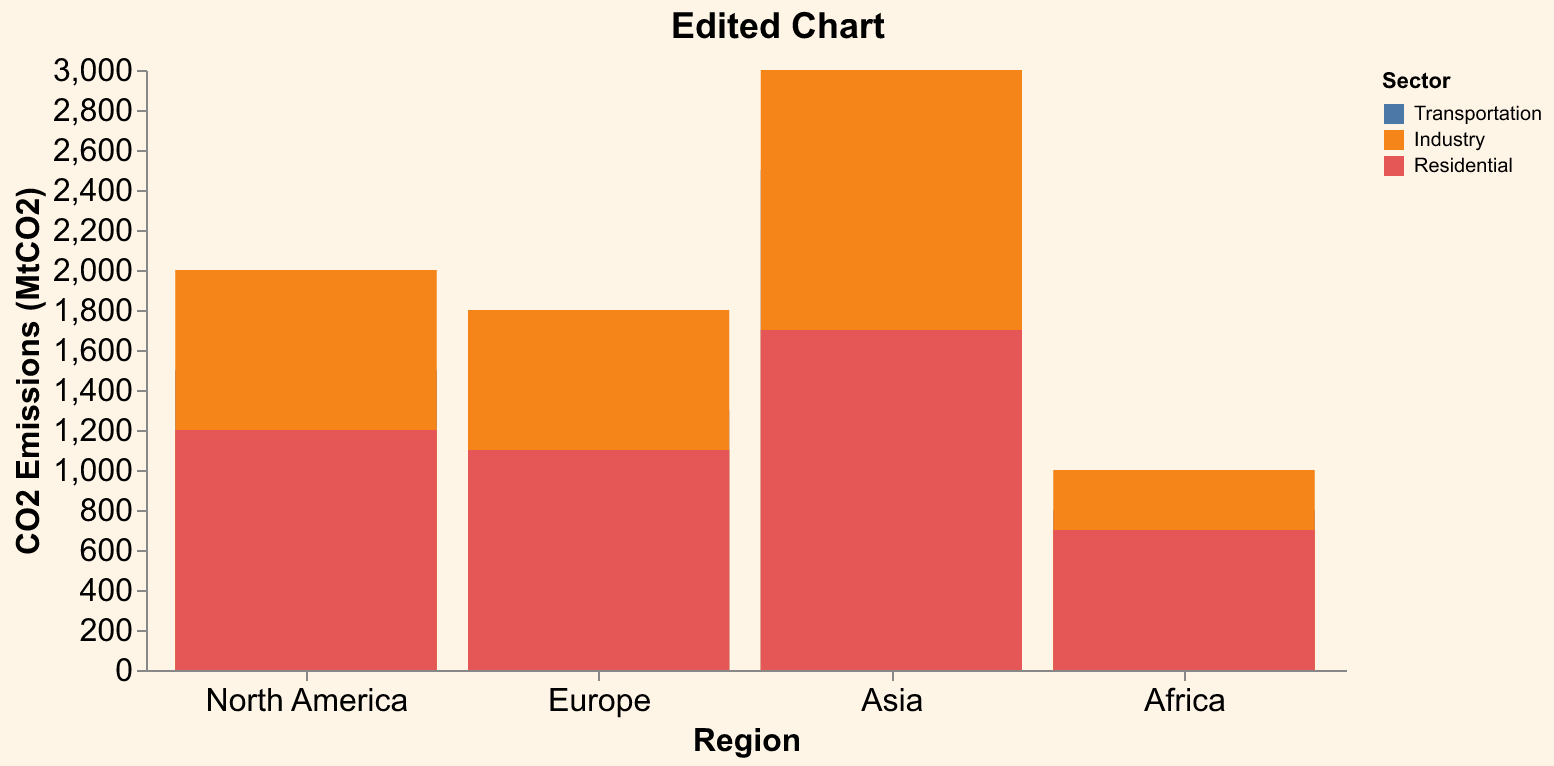 Edited Chart
CO2 Emissions (MtCO2)
3,000
2,800
2,600
2,400
2,200
2,000
1,800
1,600
1,400
1,200
1,000
800
600
400
200
0
North America Europe Asia Africa
Region
Sector
Transportation
Industry
Residential